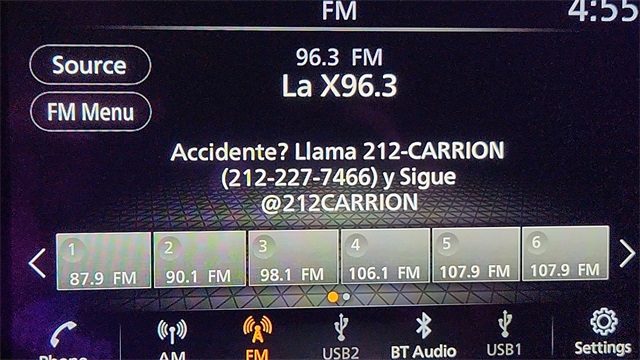 FM
4:55
Source
96.3 FM
La X96.3
FM Menu
Accidente? Llama 212-CARRION
(212-227-7466) y Sigue
@212CARRION
1 2 3 4 5 6
87.9 FM 90.1 FM 98.1 FM 106.1 FM 107.9 FM 107.9 FM
Phone AM FM USB2 BT Audio USB1 Settings